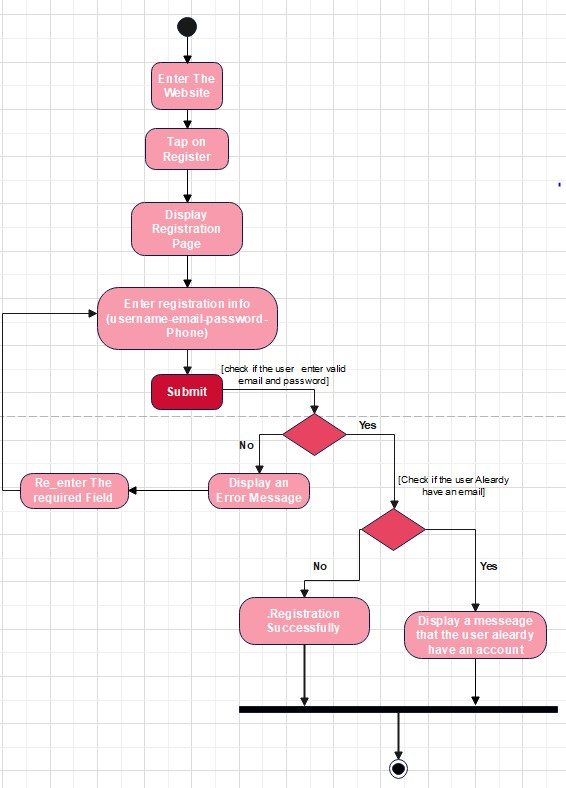 Enter The
Website
Tap on
Register
Display
Registration
Page
Enter registration info
(username-email-password-
Phone)
Submit
[check if the user enter valid
email and password]
No
Yes
Re_enter The
required Field
Display an
Error Message
[Check if the user Aleardy
have an email]
No
Yes
.Registration
Successfully
Display a messeage
that the user aleardy
have an account